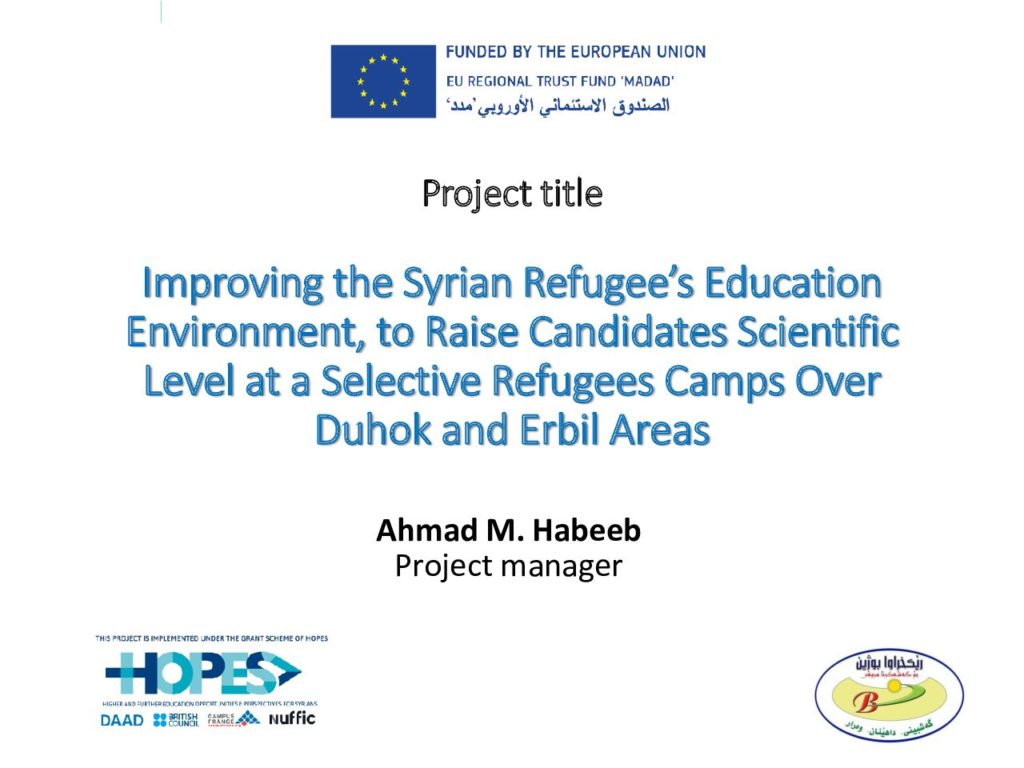 FUNDED BY THE EUROPEAN UNION
EU REGIONAL TRUST FUND 'MADAD'
الصندوق الاستئماني الأوروبي 'مدد'
Project title
Improving the Syrian Refugee’s Education
Environment, to Raise Candidates Scientific
Level at a Selective Refugees Camps Over
Duhok and Erbil Areas
Ahmad M. Habeeb
Project manager
THIS PROJECT IS IMPLEMENTED UNDER THE GRANT SCHEME OF HOPES
HOPES
HIGHER AND FURTHER EDUCATION OPPORTUNITIES & PERSPECTIVES FOR SYRIANS
DAAD BRITISH COUNCIL CAMPUS FRANCE nuffic
ڕێکخراوا بوژین
B
گەشبینی، داهێنان